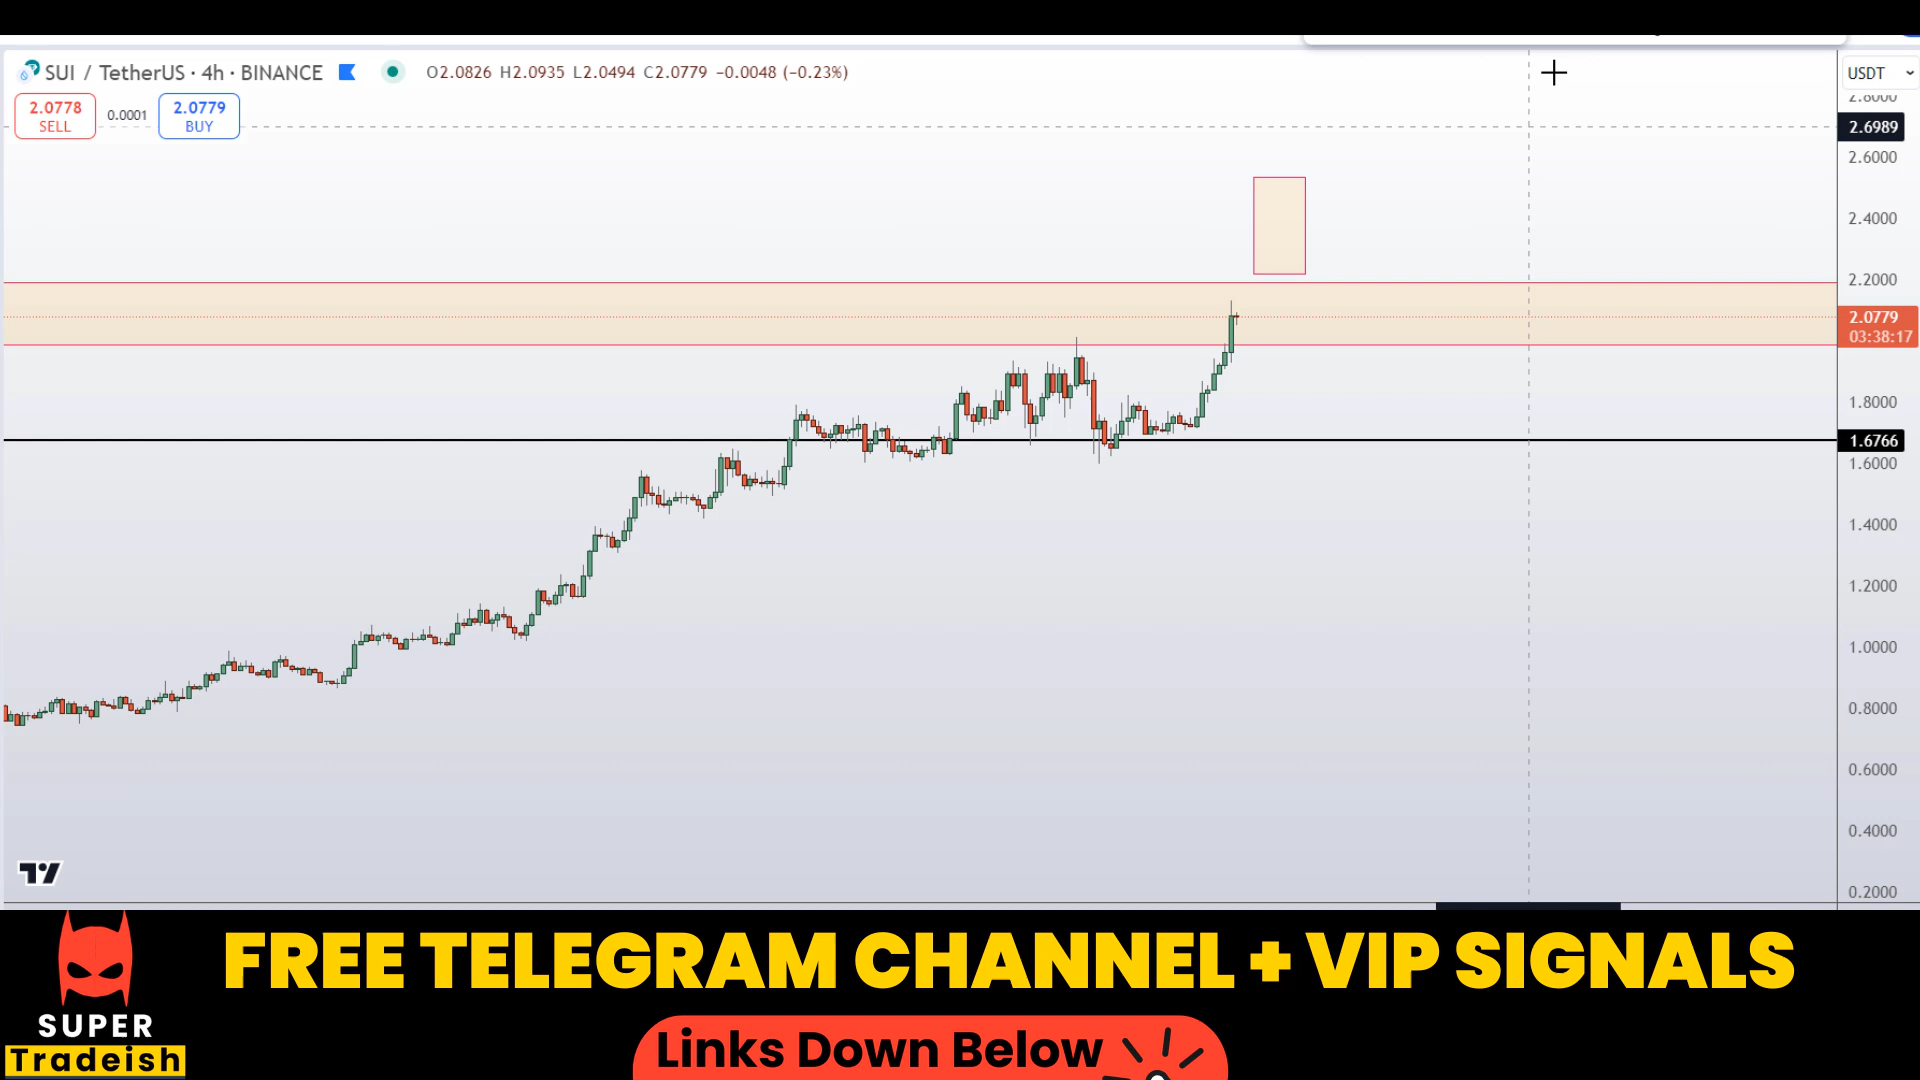 SUI / TetherUS · 4h · BINANCE O2.0826 H2.0935 L2.0494 C2.0779 −0.0048 (−0.23%)
USDT
2.8000
2.0778
SELL
0.0001
2.0779
BUY
2.6989
2.6000
2.4000
2.2000
2.0779
03:38:17
1.8000
1.6766
1.6000
1.4000
1.2000
1.0000
0.8000
0.6000
0.4000
0.2000
FREE TELEGRAM CHANNEL + VIP SIGNALS
SUPER
Tradeish
Links Down Below